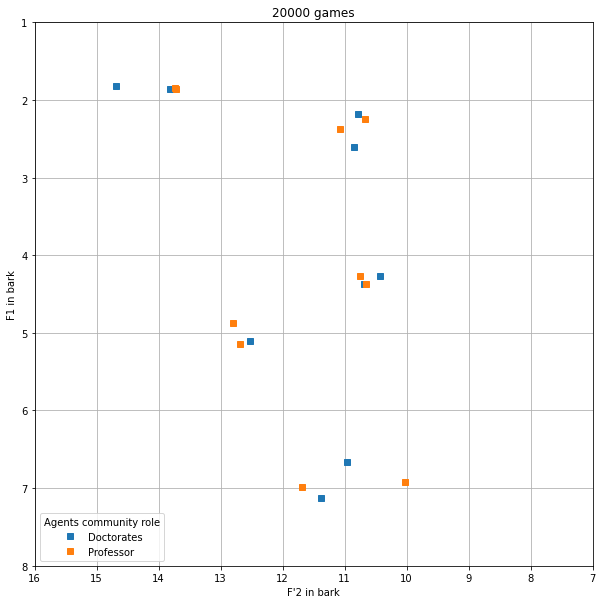 20000 games
1
2
3
4
5
6
7
8
F1 in bark
Agents community role
Doctorates
Professor
16 15 14 13 12 11 10 9 8 7
F'2 in bark